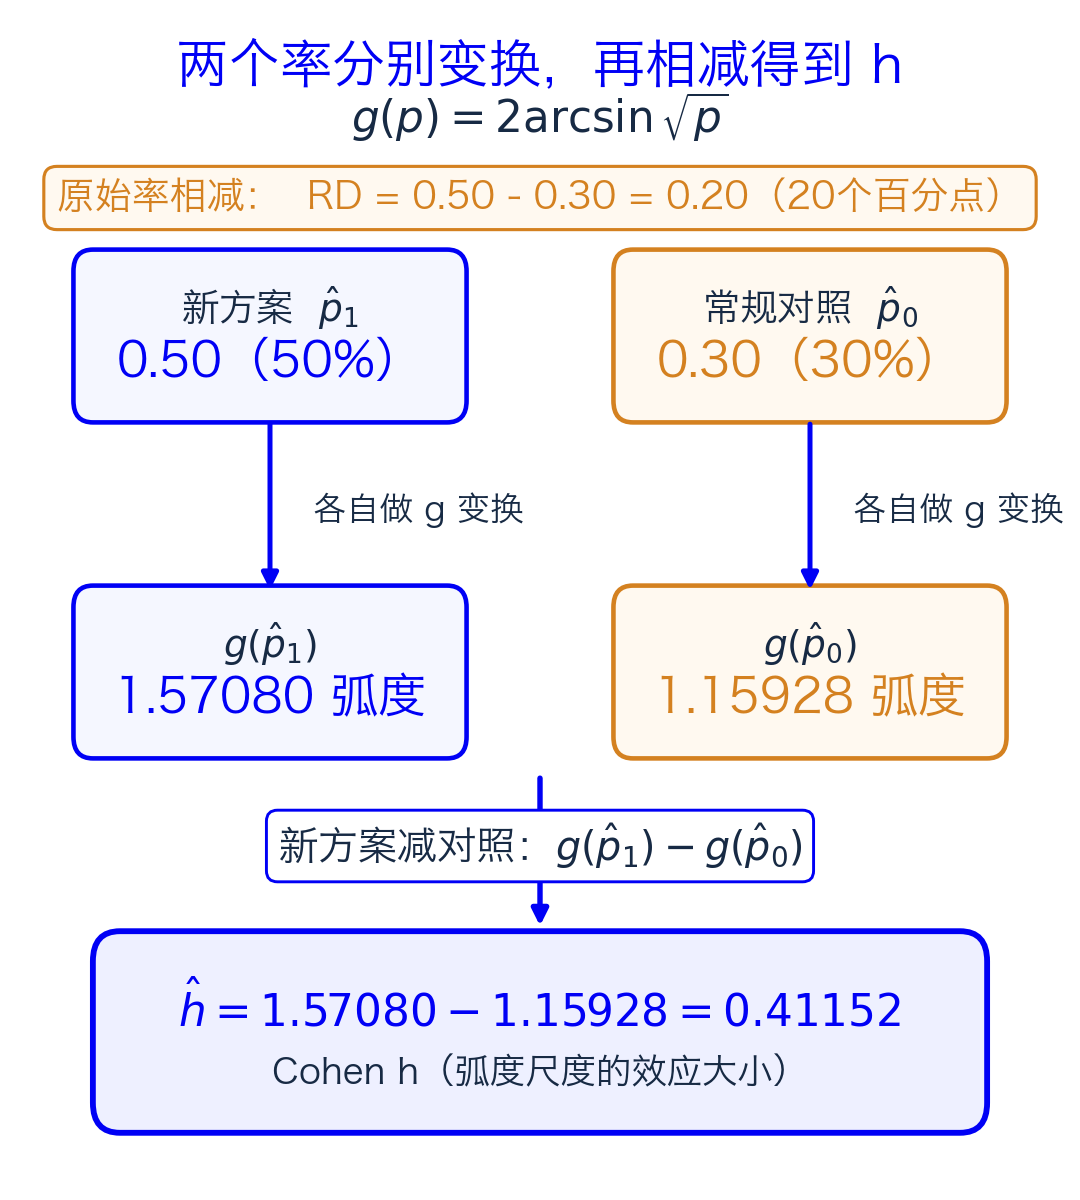 两个率分别变换，再相减得到 h
g(p) = 2arcsin √p
原始率相减： RD = 0.50 - 0.30 = 0.20（20个百分点）
新方案 p̂₁
0.50（50%）
常规对照 p̂₀
0.30（30%）
各自做 g 变换
各自做 g 变换
g(p̂₁)
1.57080 弧度
g(p̂₀)
1.15928 弧度
新方案减对照：g(p̂₁) − g(p̂₀)
ĥ = 1.57080 − 1.15928 = 0.41152
Cohen h（弧度尺度的效应大小）